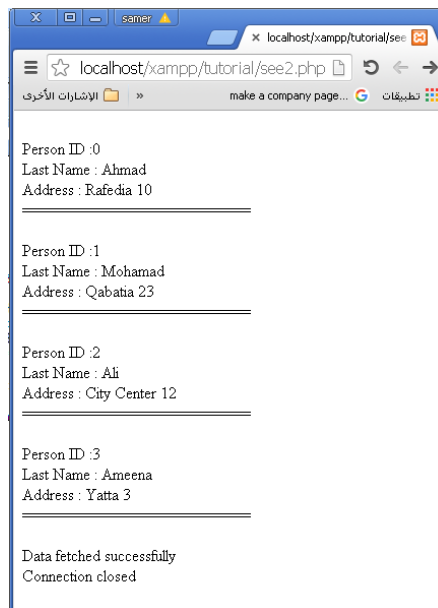 samer
localhost/xampp/tutorial/see
localhost/xampp/tutorial/see2.php
الإشارات الأخرى » make a company page... تطبيقات
Person ID :0
Last Name : Ahmad
Address : Rafedia 10
==============================
Person ID :1
Last Name : Mohamad
Address : Qabatia 23
==============================
Person ID :2
Last Name : Ali
Address : City Center 12
==============================
Person ID :3
Last Name : Ameena
Address : Yatta 3
==============================
Data fetched successfully
Connection closed